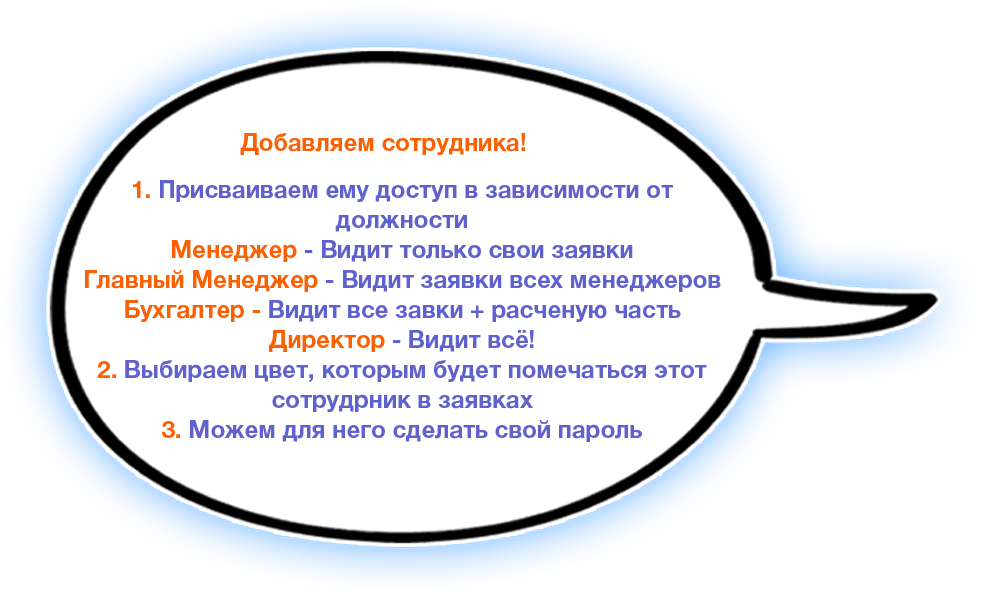 Добавляем сотрудника!
1. Присваиваем ему доступ в зависимости от
должности
Менеджер - Видит только свои заявки
Главный Менеджер - Видит заявки всех менеджеров
Бухгалтер - Видит все завки + расченую часть
Директор - Видит всё!
2. Выбираем цвет, которым будет помечаться этот
сотрудрник в заявках
3. Можем для него сделать свой пароль